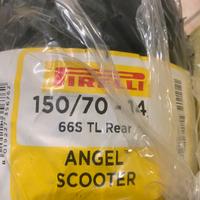 PIRELLI
150/70 - 14
66S TL Rear
ANGEL
SCOOTER